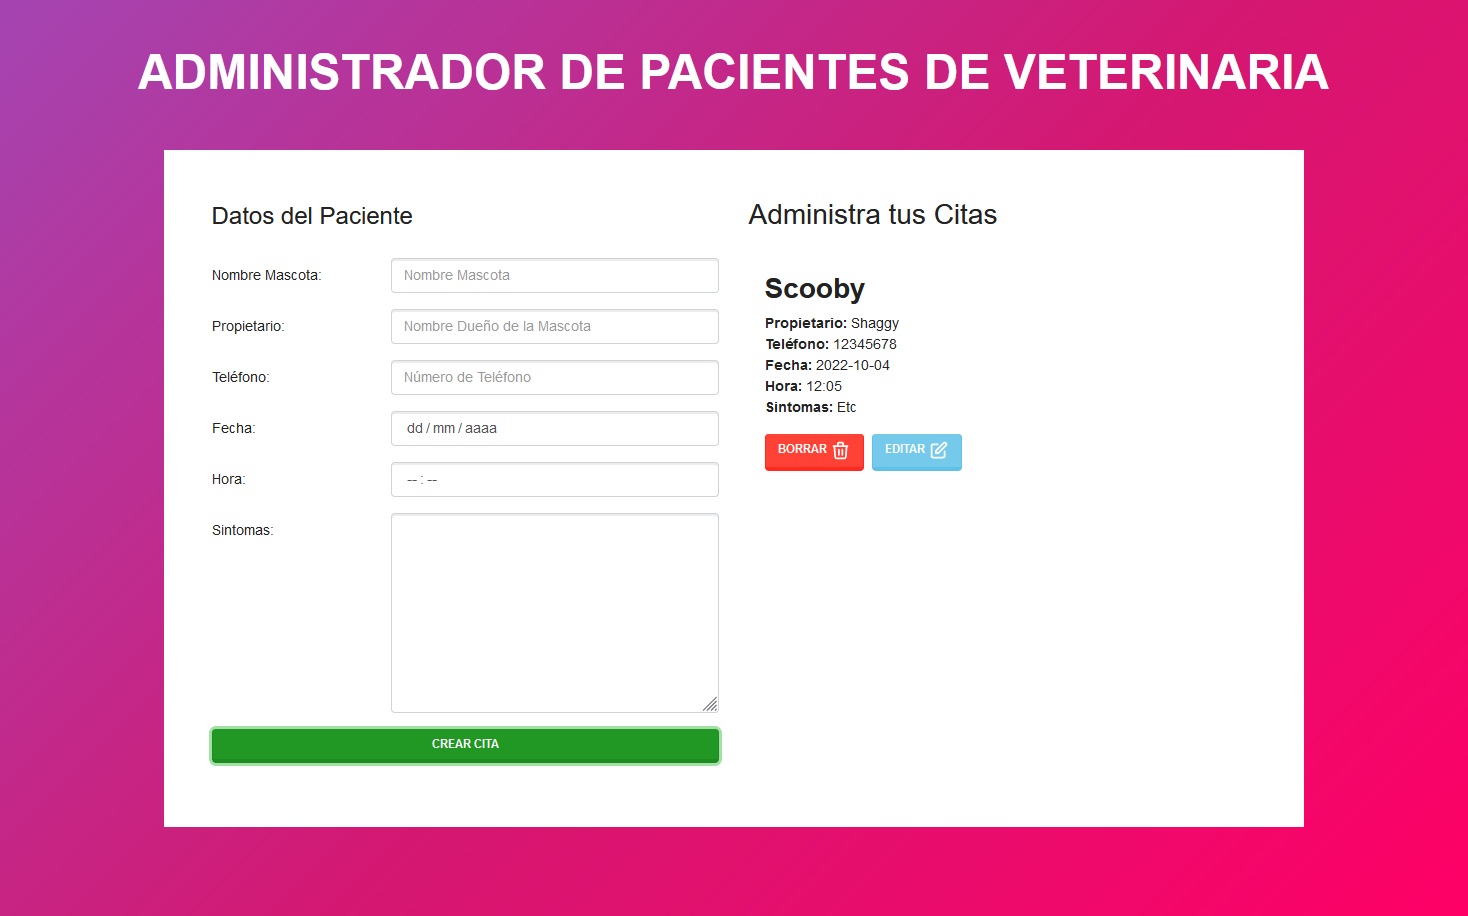 ADMINISTRADOR DE PACIENTES DE VETERINARIA
Datos del Paciente
Nombre Mascota:
Nombre Mascota
Propietario:
Nombre Dueño de la Mascota
Teléfono:
Número de Teléfono
Fecha:
dd / mm / aaaa
Hora:
-- : --
Sintomas:
CREAR CITA
Administra tus Citas
Scooby
Propietario: Shaggy
Teléfono: 12345678
Fecha: 2022-10-04
Hora: 12:05
Sintomas: Etc
BORRAR
EDITAR